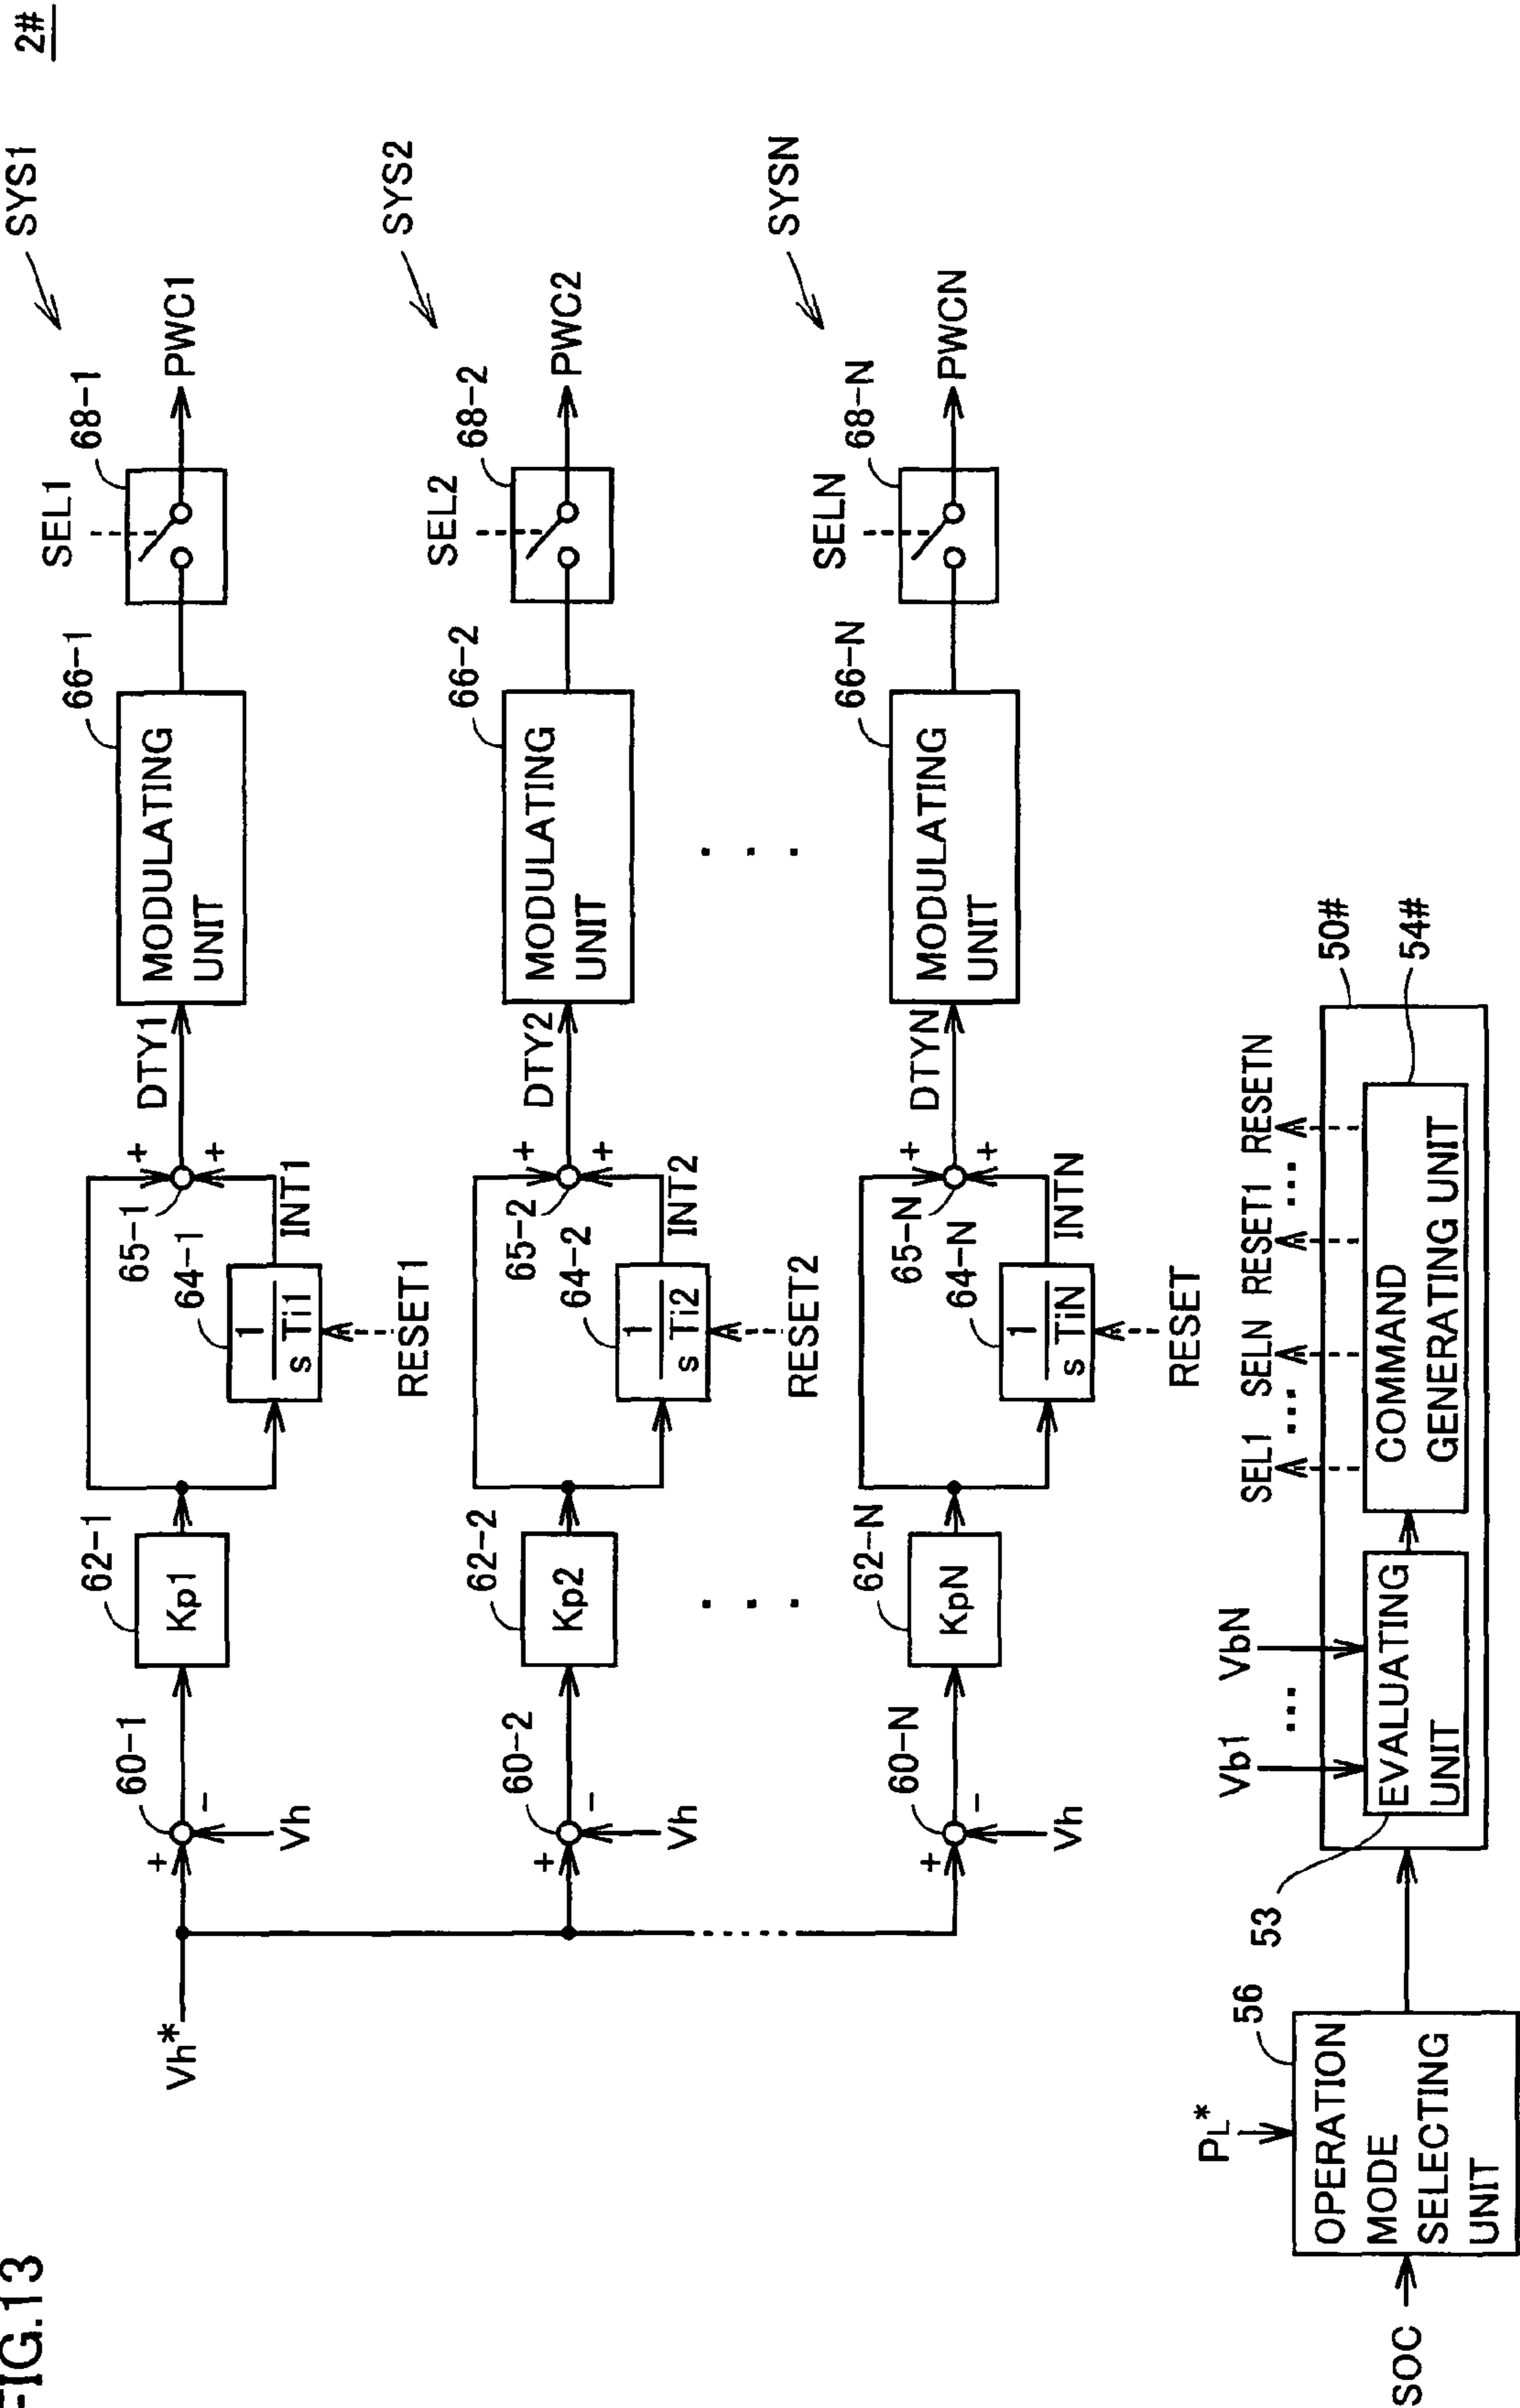 FIG.13
2#
SYS1
Vh*
+
60-1
-
Vh
62-1
Kp1
64-1
1
s Ti1
RESET1
INT1
65-1
+
+
DTY1
66-1
MODULATING
UNIT
SEL1
68-1
PWC1
SYS2
+
60-2
-
Vh
62-2
Kp2
64-2
1
s Ti2
RESET2
INT2
65-2
+
+
DTY2
66-2
MODULATING
UNIT
SEL2
68-2
PWC2
...
...
SYSN
+
60-N
-
Vh
62-N
KpN
64-N
1
s TiN
RESET
INTN
65-N
+
+
DTYN
66-N
MODULATING
UNIT
SELN
68-N
PWCN
SOC
PL*
56
OPERATION
MODE
SELECTING
UNIT
53
Vb1 ... VbN
EVALUATING
UNIT
SEL1 ... SELN RESET1 ... RESETN
COMMAND
GENERATING UNIT
50#
54#